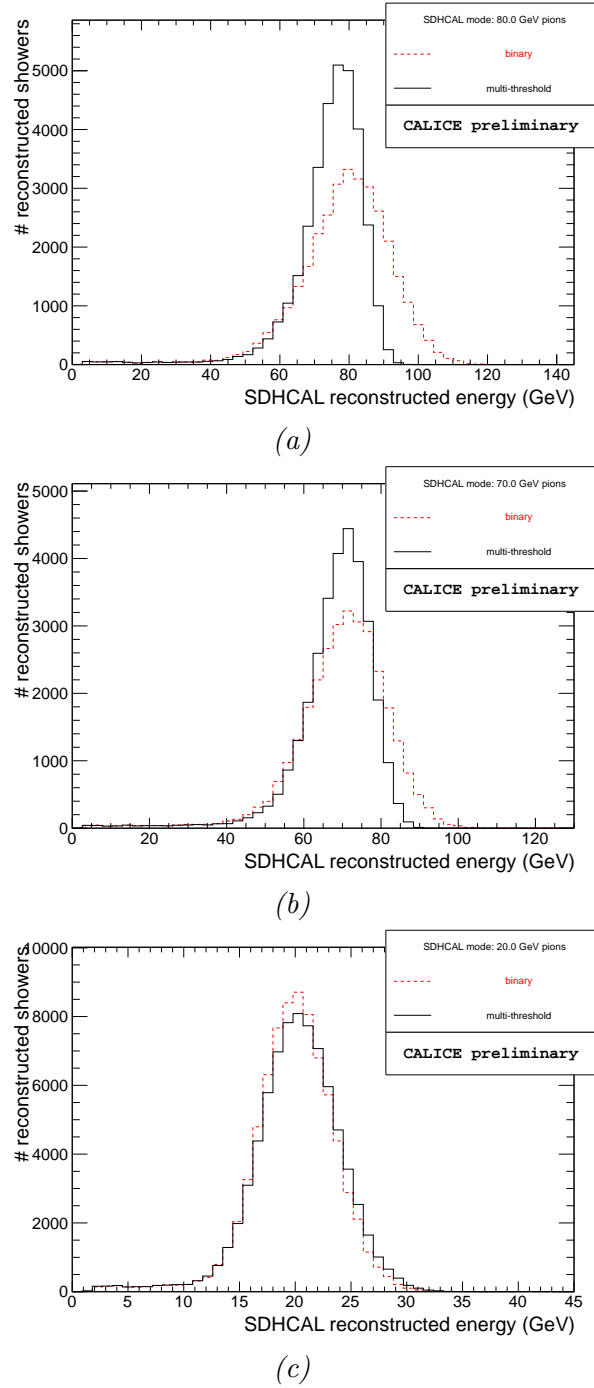 SDHCAL mode: 80.0 GeV pions
binary
multi-threshold
CALICE preliminary
# reconstructed showers
5000
4000
3000
2000
1000
0
0 20 40 60 80 100 120 140
SDHCAL reconstructed energy (GeV)
(a)
SDHCAL mode: 70.0 GeV pions
binary
multi-threshold
CALICE preliminary
# reconstructed showers
5000
4000
3000
2000
1000
0
0 20 40 60 80 100 120
SDHCAL reconstructed energy (GeV)
(b)
SDHCAL mode: 20.0 GeV pions
binary
multi-threshold
CALICE preliminary
# reconstructed showers
10000
8000
6000
4000
2000
0
0 5 10 15 20 25 30 35 40 45
SDHCAL reconstructed energy (GeV)
(c)